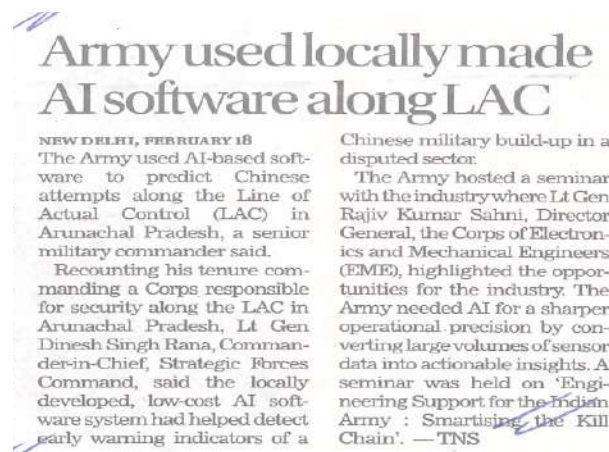 Army used locally made
AI software along LAC
NEW DELHI, FEBRUARY 18
The Army used AI-based soft-
ware to predict Chinese
attempts along the Line of
Actual Control (LAC) in
Arunachal Pradesh, a senior
military commander said.
Recounting his tenure com-
manding a Corps responsible
for security along the LAC in
Arunachal Pradesh, Lt Gen
Dinesh Singh Rana, Comman-
der-in-Chief, Strategic Forces
Command, said the locally
developed, low-cost AI soft-
ware system had helped detect
early warning indicators of a
Chinese military build-up in a
disputed sector.
The Army hosted a seminar
with the industry where Lt Gen
Rajiv Kumar Sahni, Director
General, the Corps of Electron-
ics and Mechanical Engineers
(EME), highlighted the oppor-
tunities for the industry. The
Army needed AI for a sharper
operational precision by con-
verting large volumes of sensor
data into actionable insights. A
seminar was held on ‘Engi-
neering Support for the Indian
Army : Smartising the Kill
Chain’. — TNS